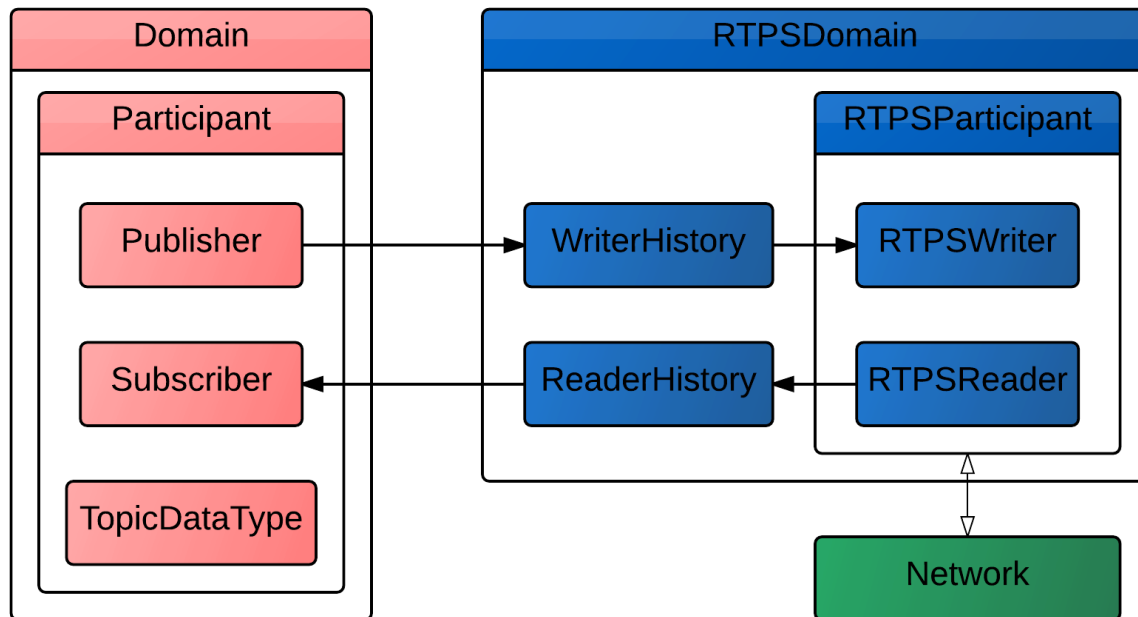 Domain
RTPSDomain
Participant
RTPSParticipant
Publisher
WriterHistory
RTPSWriter
Subscriber
ReaderHistory
RTPSReader
TopicDataType
Network